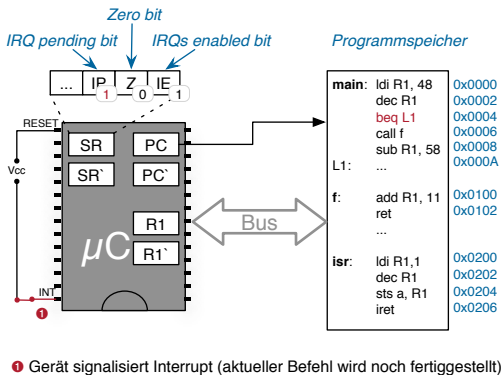 Zero bit
IRQ pending bit
IRQs enabled bit
Programmspeicher
... IP Z IE
1 0 1
RESET
Vcc
INT
SR PC
SR` PC`
R1
R1`
µC
Bus
main: ldi R1, 48 0x0000
dec R1 0x0002
beq L1 0x0004
call f 0x0006
sub R1, 58 0x0008
L1: ... 0x000A
f: add R1, 11 0x0100
ret 0x0102
...
isr: ldi R1,1 0x0200
dec R1 0x0202
sts a, R1 0x0204
iret 0x0206
1
❶ Gerät signalisiert Interrupt (aktueller Befehl wird noch fertiggestellt)